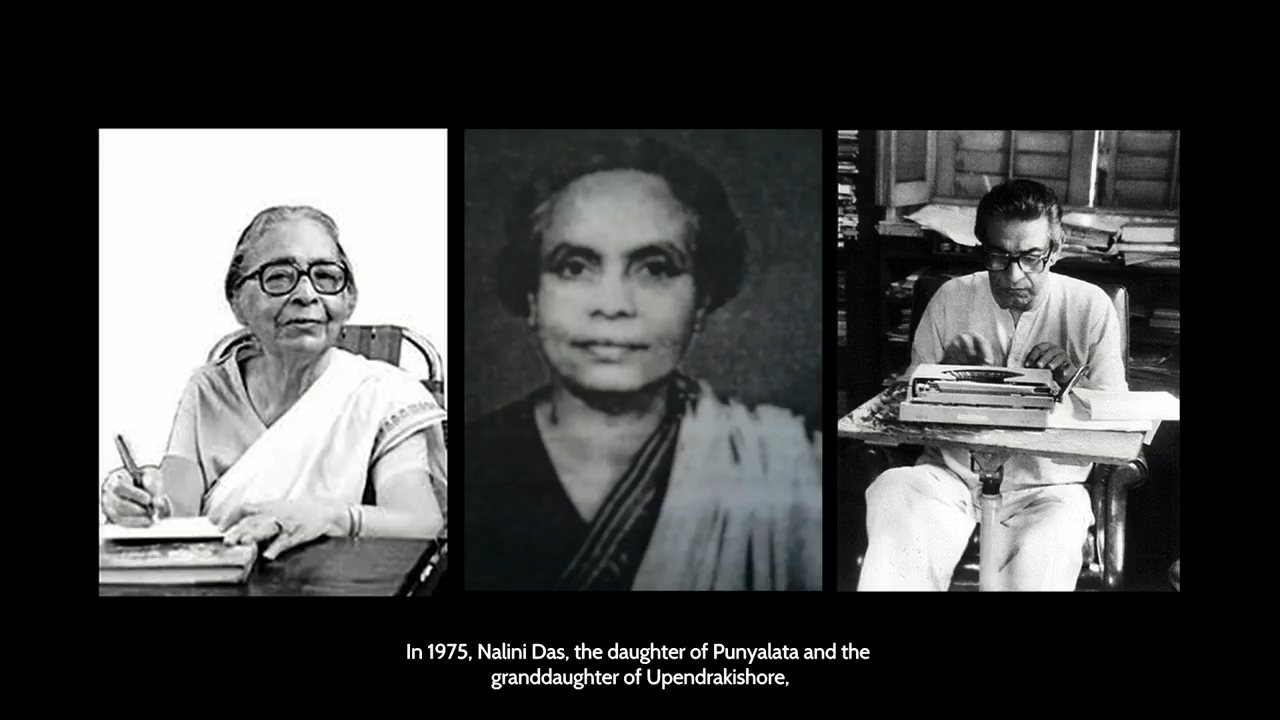 In 1975, Nalini Das, the daughter of Punyalata and the
granddaughter of Upendrakishore,